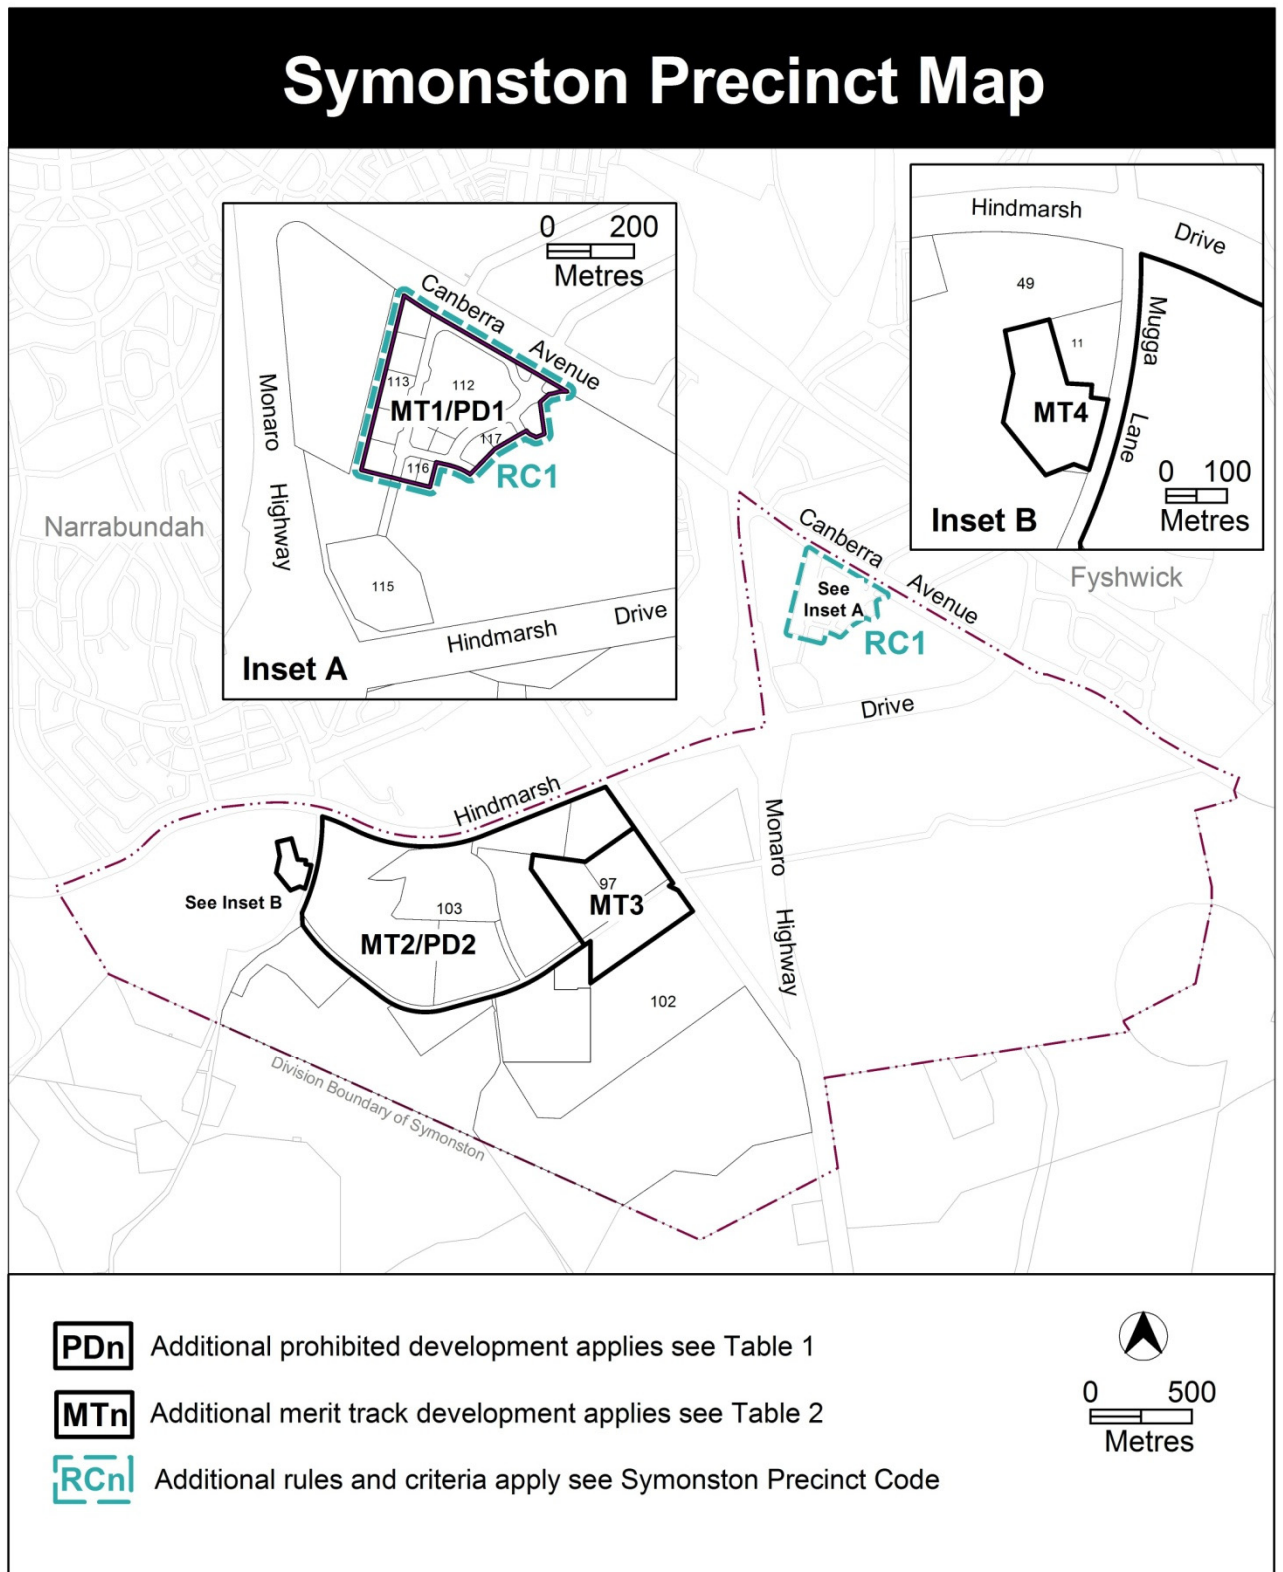 Symonston Precinct Map
0 200
Metres
Canberra
Avenue
113
112
MT1/PD1
117
116
RC1
Monaro
Highway
115
Hindmarsh
Drive
Inset A
Hindmarsh
Drive
49
11
Mugga
Lane
MT4
0 100
Metres
Inset B
Narrabundah
Fyshwick
Canberra
Avenue
See
Inset A
RC1
Drive
Hindmarsh
Monaro
Highway
See Inset B
97
MT3
103
MT2/PD2
102
Division Boundary of Symonston
PDn Additional prohibited development applies see Table 1
MTn Additional merit track development applies see Table 2
RCn Additional rules and criteria apply see Symonston Precinct Code
0 500
Metres